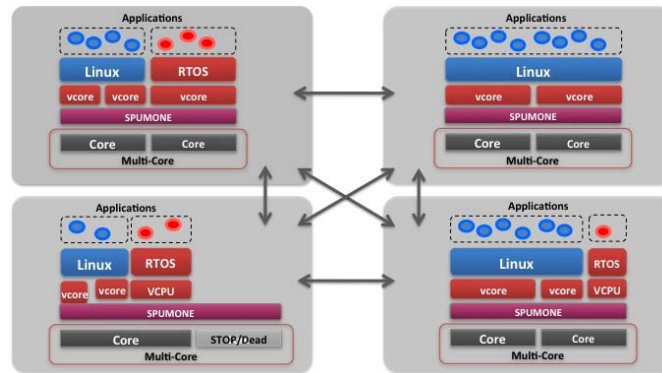 Applications
Linux RTOS
vcore vcore vcore
SPUMONE
Core Core
Multi-Core
Applications
Linux
vcore vcore
SPUMONE
Core Core
Multi-Core
Applications
Linux RTOS
vcore vcore VCPU
SPUMONE
Core STOP/Dead
Multi-Core
Applications
Linux RTOS
vcore vcore VCPU
SPUMONE
Core Core
Multi-Core